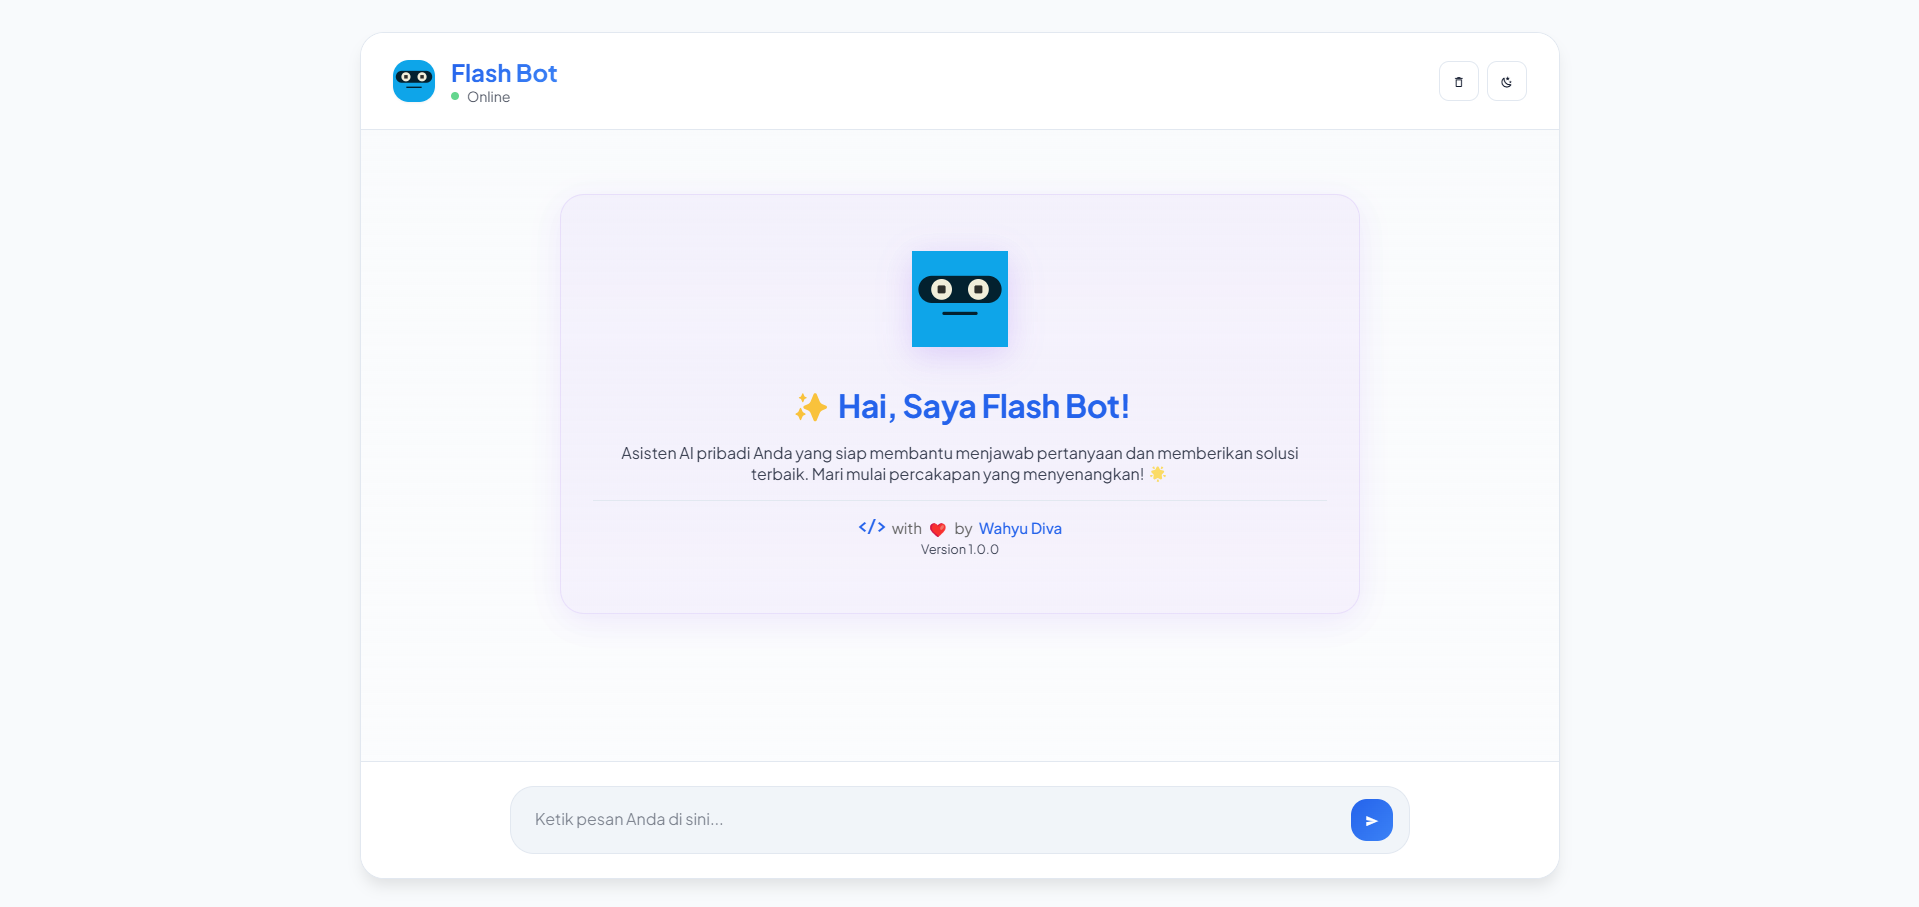 Flash Bot
Online
✨ Hai, Saya Flash Bot!
Asisten AI pribadi Anda yang siap membantu menjawab pertanyaan dan memberikan solusi
terbaik. Mari mulai percakapan yang menyenangkan! 🌟
</> with ❤️ by Wahyu Diva
Version 1.0.0
Ketik pesan Anda di sini...